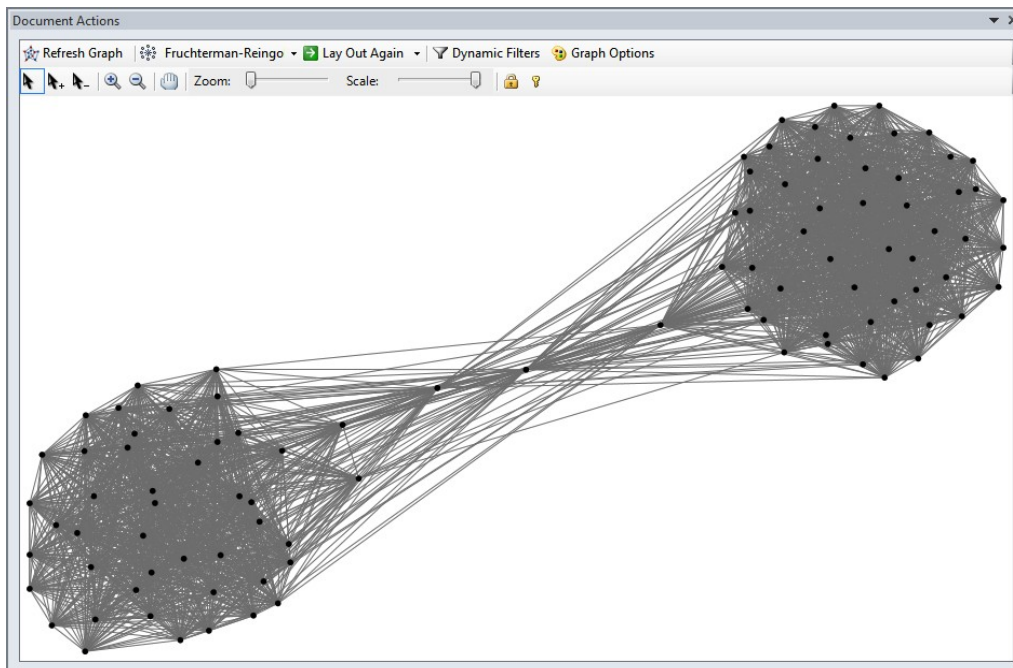 Document Actions
Refresh Graph Fruchterman-Reingo Lay Out Again Dynamic Filters Graph Options
Zoom: Scale: